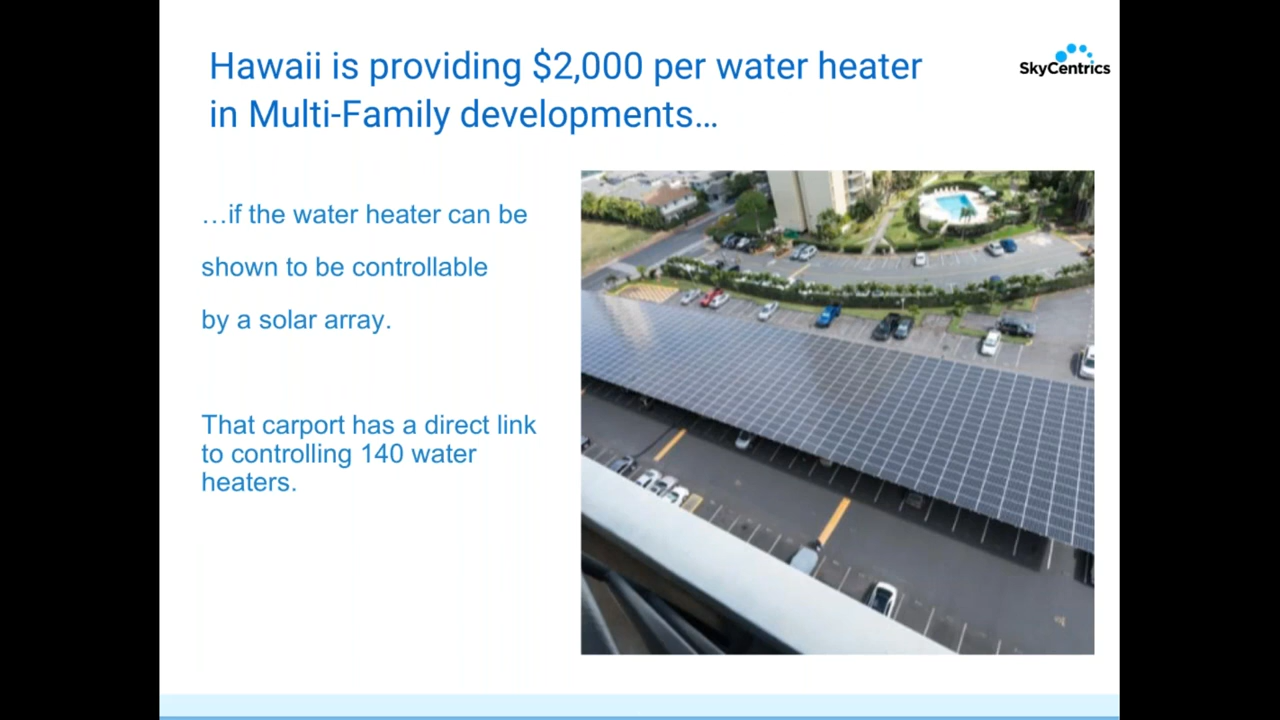 Hawaii is providing $2,000 per water heater
in Multi-Family developments…
SkyCentrics
…if the water heater can be
shown to be controllable
by a solar array.
That carport has a direct link
to controlling 140 water
heaters.